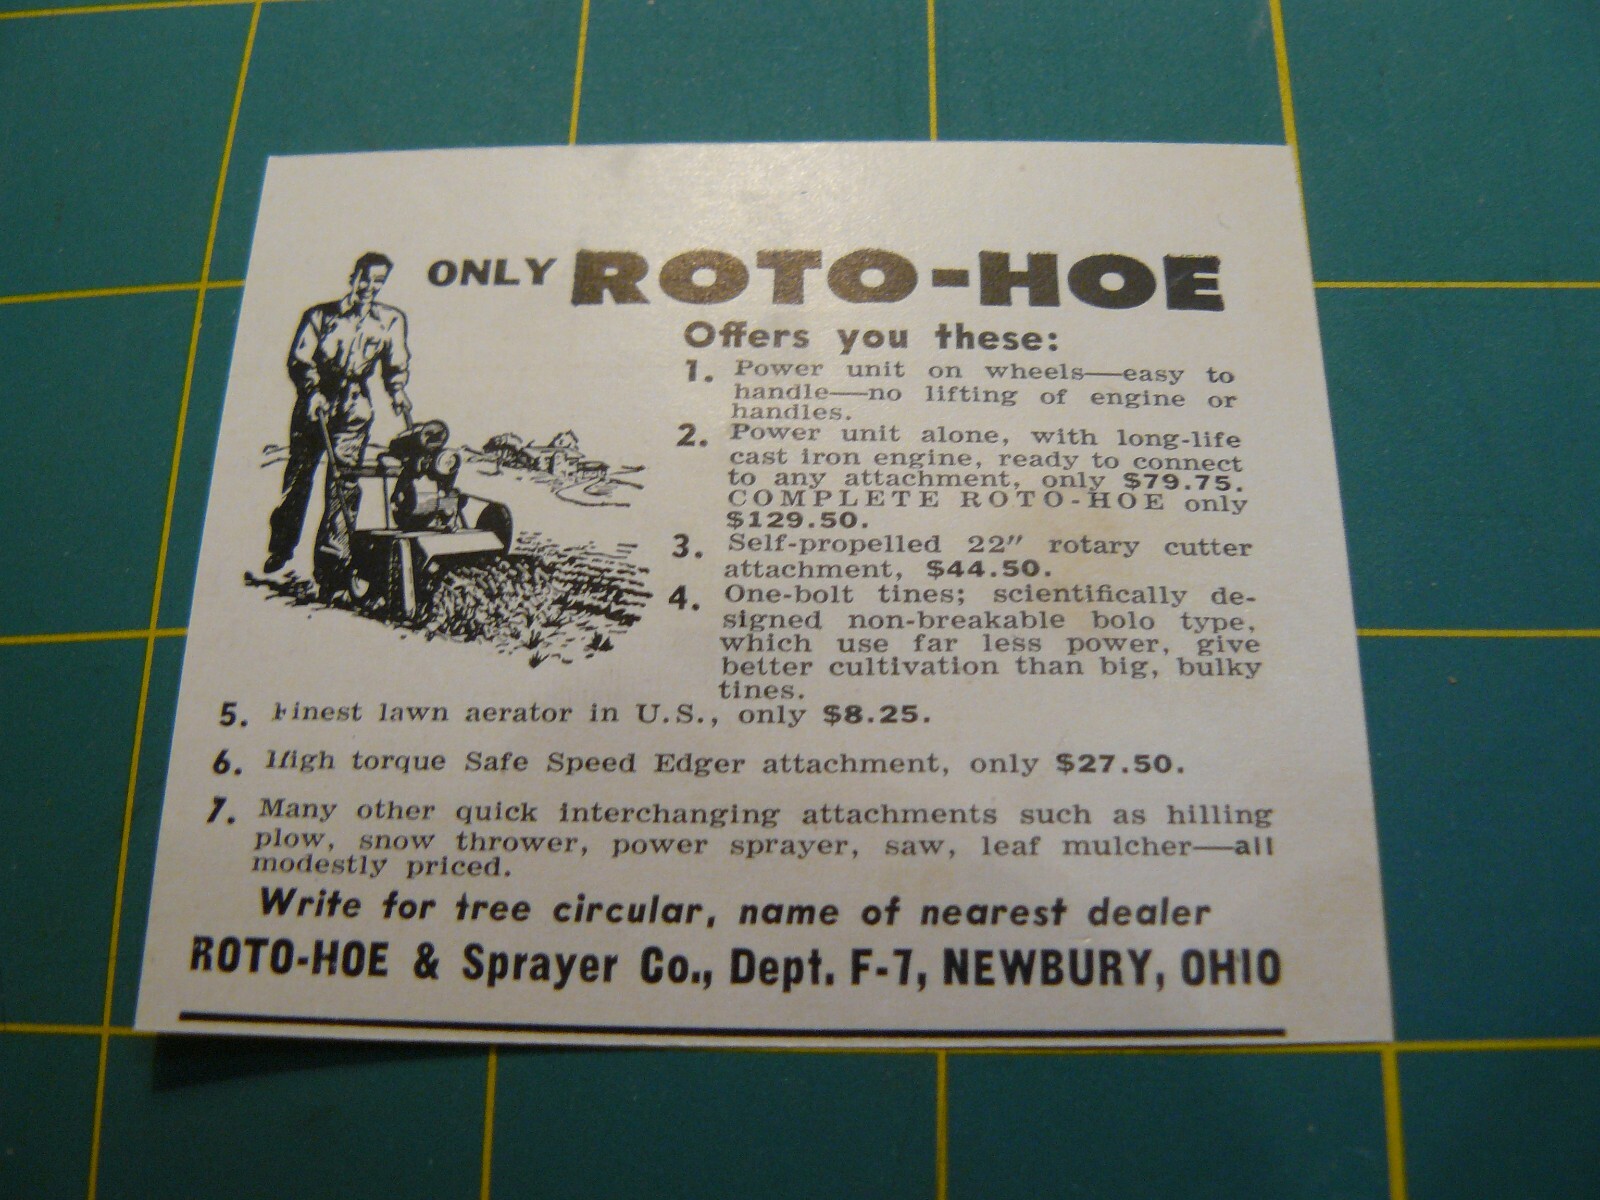 ONLY ROTO-HOE
Offers you these:
1. Power unit on wheels—easy to
handle—no lifting of engine or
handles.
2. Power unit alone, with long-life
cast iron engine, ready to connect
to any attachment, only $79.75.
COMPLETE ROTO-HOE only
$129.50.
3. Self-propelled 22" rotary cutter
attachment, $44.50.
4. One-bolt tines; scientifically de-
signed non-breakable bolo type,
which use far less power, give
better cultivation than big, bulky
tines.
5. Finest lawn aerator in U.S., only $8.25.
6. High torque Safe Speed Edger attachment, only $27.50.
7. Many other quick interchanging attachments such as hilling
plow, snow thrower, power sprayer, saw, leaf mulcher—all
modestly priced.
Write for free circular, name of nearest dealer
ROTO-HOE & Sprayer Co., Dept. F-7, NEWBURY, OHIO